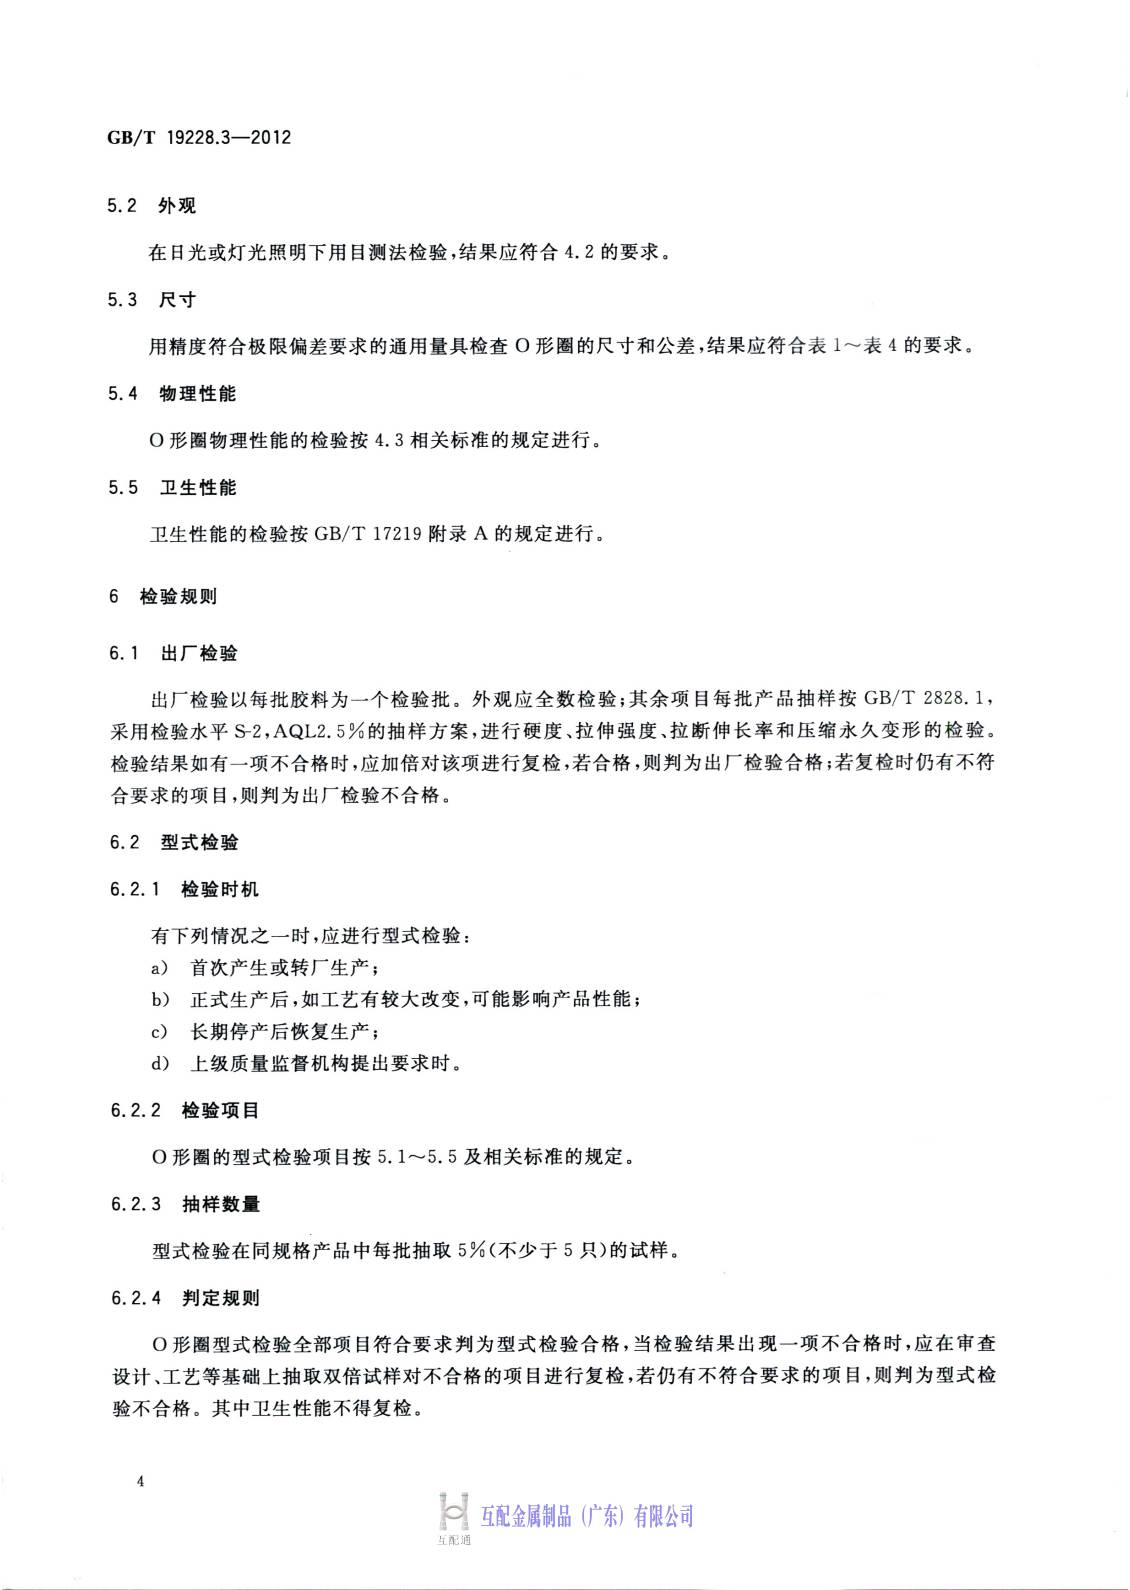 GB/T 19228.3—2012
5.2 外观
在日光或灯光照明下用目测法检验,结果应符合 4.2 的要求。
5.3 尺寸
用精度符合极限偏差要求的通用量具检查 O 形圈的尺寸和公差,结果应符合表 1～表 4 的要求。
5.4 物理性能
O 形圈物理性能的检验按 4.3 相关标准的规定进行。
5.5 卫生性能
卫生性能的检验按 GB/T 17219 附录 A 的规定进行。
6 检验规则
6.1 出厂检验
出厂检验以每批胶料为一个检验批。外观应全数检验;其余项目每批产品抽样按 GB/T 2828.1,
采用检验水平 S-2,AQL2.5%的抽样方案,进行硬度、拉伸强度、拉断伸长率和压缩永久变形的检验。
检验结果如有一项不合格时,应加倍对该项进行复检,若合格,则判为出厂检验合格;若复检时仍有不符
合要求的项目,则判为出厂检验不合格。
6.2 型式检验
6.2.1 检验时机
有下列情况之一时,应进行型式检验:
a) 首次产生或转厂生产;
b) 正式生产后,如工艺有较大改变,可能影响产品性能;
c) 长期停产后恢复生产;
d) 上级质量监督机构提出要求时。
6.2.2 检验项目
O 形圈的型式检验项目按 5.1～5.5 及相关标准的规定。
6.2.3 抽样数量
型式检验在同规格产品中每批抽取 5%(不少于 5 只)的试样。
6.2.4 判定规则
O 形圈型式检验全部项目符合要求判为型式检验合格,当检验结果出现一项不合格时,应在审查
设计、工艺等基础上抽取双倍试样对不合格的项目进行复检,若仍有不符合要求的项目,则判为型式检
验不合格。其中卫生性能不得复检。
4
互配通
互配金属制品（广东）有限公司